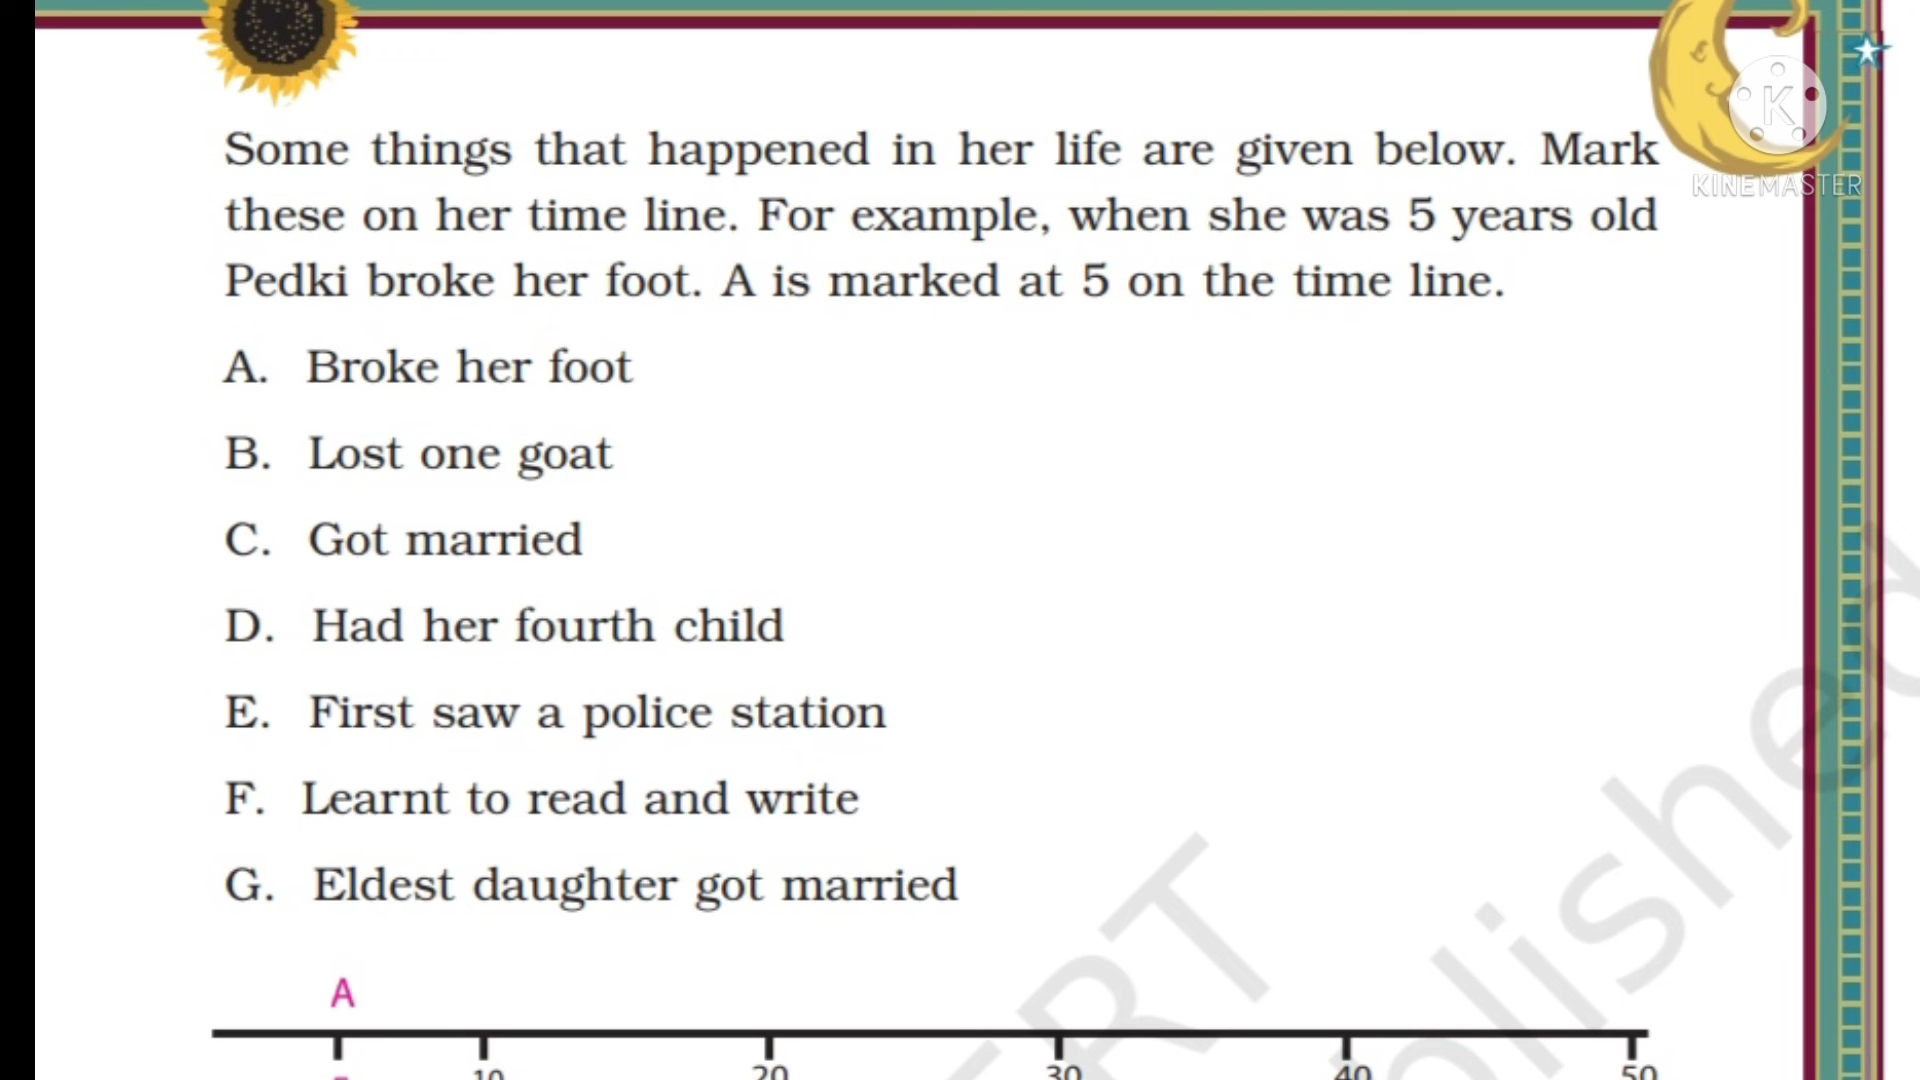 KINEMASTER
Some things that happened in her life are given below. Mark
these on her time line. For example, when she was 5 years old
Pedki broke her foot. A is marked at 5 on the time line.
A. Broke her foot
B. Lost one goat
C. Got married
D. Had her fourth child
E. First saw a police station
F. Learnt to read and write
G. Eldest daughter got married
A
10 20 30 40 50